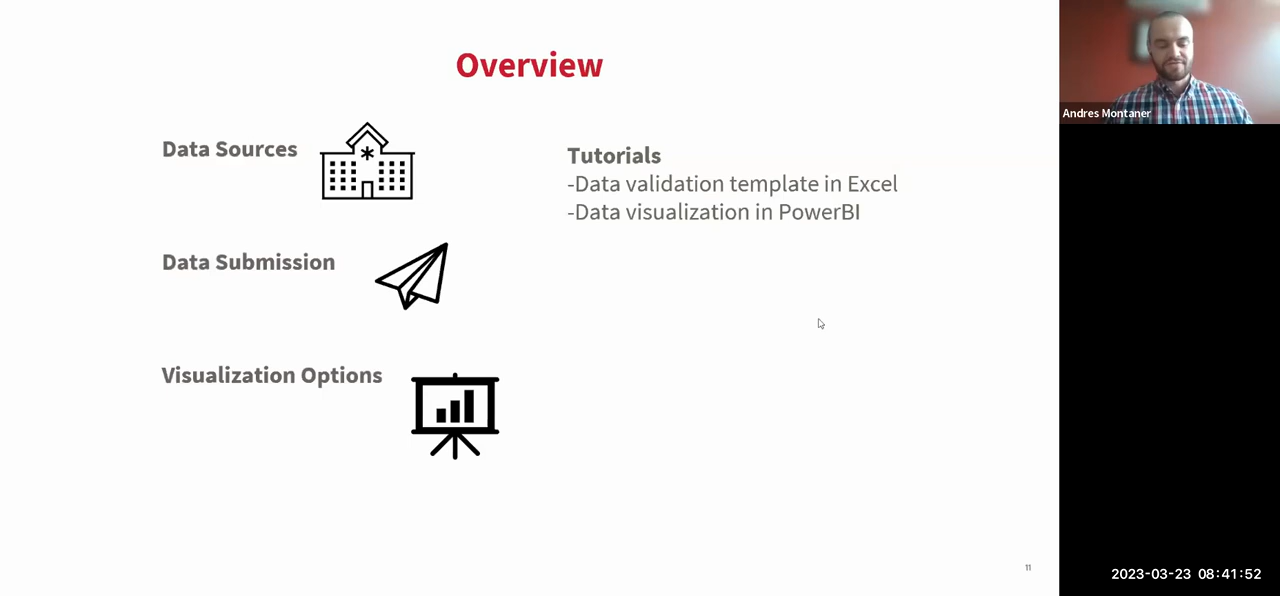 Overview
Data Sources
Data Submission
Visualization Options
Tutorials
-Data validation template in Excel
-Data visualization in PowerBI
11
Andres Montaner
2023-03-23 08:41:52